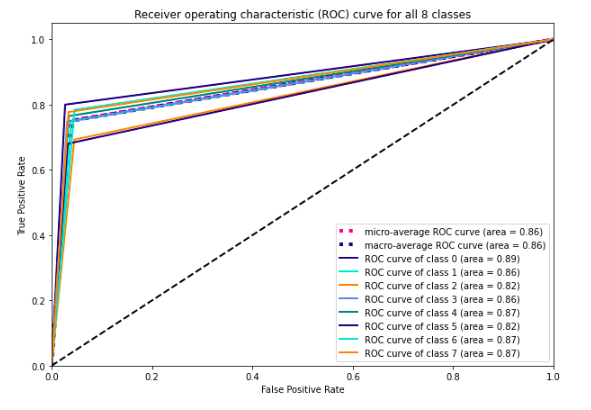 Receiver operating characteristic (ROC) curve for all 8 classes
1.0
0.8
0.6
0.4
0.2
0.0
True Positive Rate
micro-average ROC curve (area = 0.86)
macro-average ROC curve (area = 0.86)
ROC curve of class 0 (area = 0.89)
ROC curve of class 1 (area = 0.86)
ROC curve of class 2 (area = 0.82)
ROC curve of class 3 (area = 0.86)
ROC curve of class 4 (area = 0.87)
ROC curve of class 5 (area = 0.82)
ROC curve of class 6 (area = 0.87)
ROC curve of class 7 (area = 0.87)
0.0 0.2 0.4 0.6 0.8 1.0
False Positive Rate